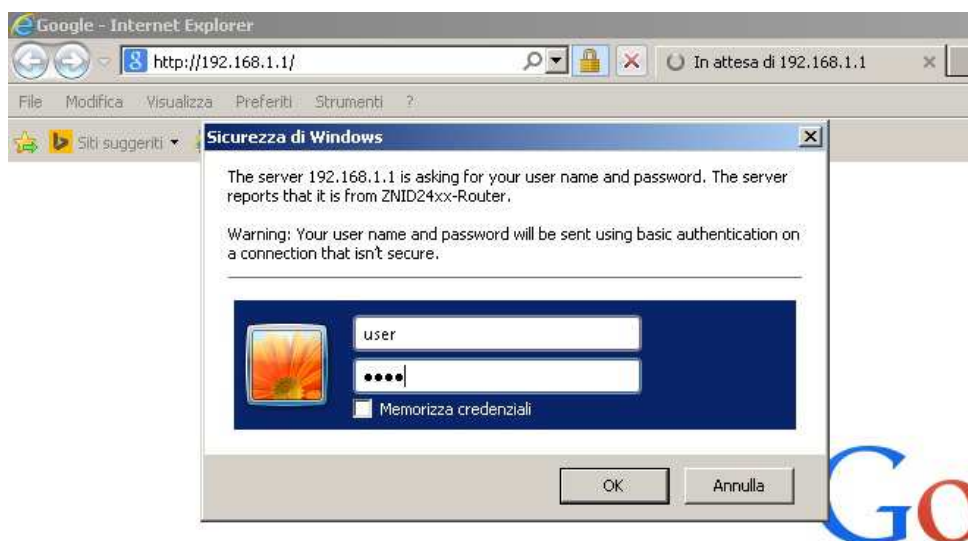 Google - Internet Explorer
http://192.168.1.1/
In attesa di 192.168.1.1
File Modifica Visualizza Preferiti Strumenti ?
Siti suggeriti
Sicurezza di Windows
The server 192.168.1.1 is asking for your user name and password. The server
reports that it is from ZNID24xx-Router.
Warning: Your user name and password will be sent using basic authentication on
a connection that isn't secure.
user
••••
Memorizza credenziali
OK Annulla
Go